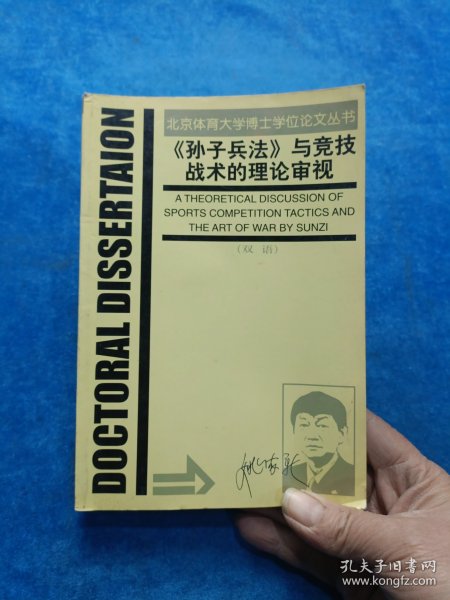 DOCTORAL DISSERTAION
北京体育大学博士学位论文丛书
《孙子兵法》与竞技
战术的理论审视
A THEORETICAL DISCUSSION OF
SPORTS COMPETITION TACTICS AND
THE ART OF WAR BY SUNZI
(双语)
孔夫子旧书网
www.kongfz.com